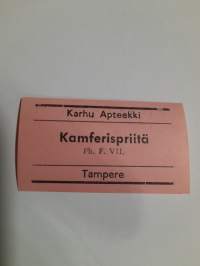 Karhu Apteekki
Kamferispriitä
Ph. F. VII.
Tampere